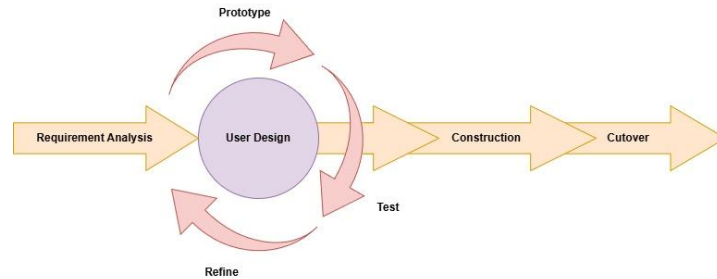 Prototype
Requirement Analysis
User Design
Construction
Cutover
Test
Refine